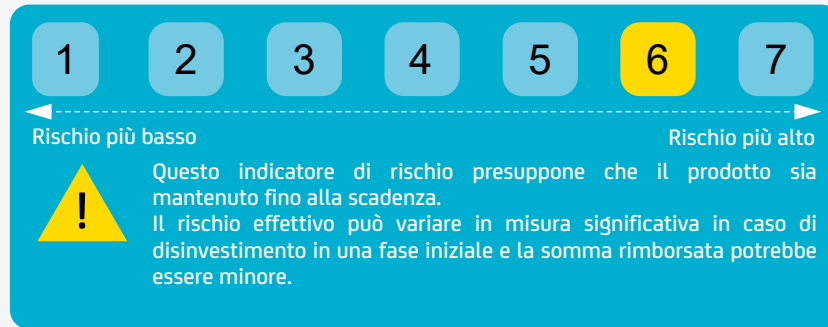 1 2 3 4 5 6 7
Rischio più basso Rischio più alto
!
Questo indicatore di rischio presuppone che il prodotto sia
mantenuto fino alla scadenza.
Il rischio effettivo può variare in misura significativa in caso di
disinvestimento in una fase iniziale e la somma rimborsata potrebbe
essere minore.